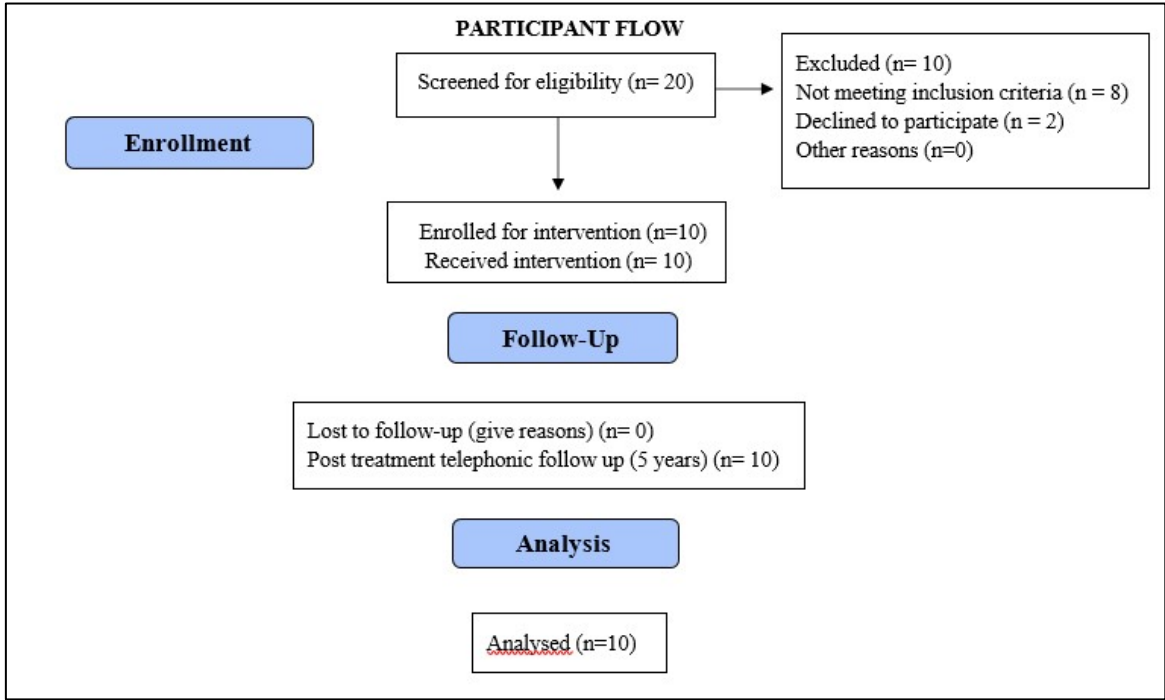 PARTICIPANT FLOW
Screened for eligibility (n= 20)
Excluded (n= 10)
Not meeting inclusion criteria (n = 8)
Declined to participate (n = 2)
Other reasons (n=0)
Enrollment
Enrolled for intervention (n=10)
Received intervention (n= 10)
Follow-Up
Lost to follow-up (give reasons) (n= 0)
Post treatment telephonic follow up (5 years) (n= 10)
Analysis
Analysed (n=10)